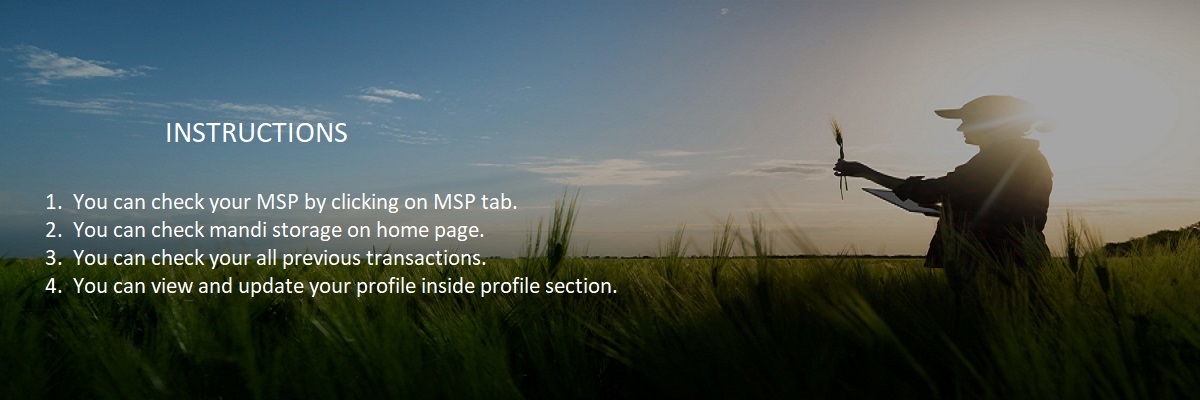 INSTRUCTIONS
1. You can check your MSP by clicking on MSP tab.
2. You can check mandi storage on home page.
3. You can check your all previous transactions.
4. You can view and update your profile inside profile section.